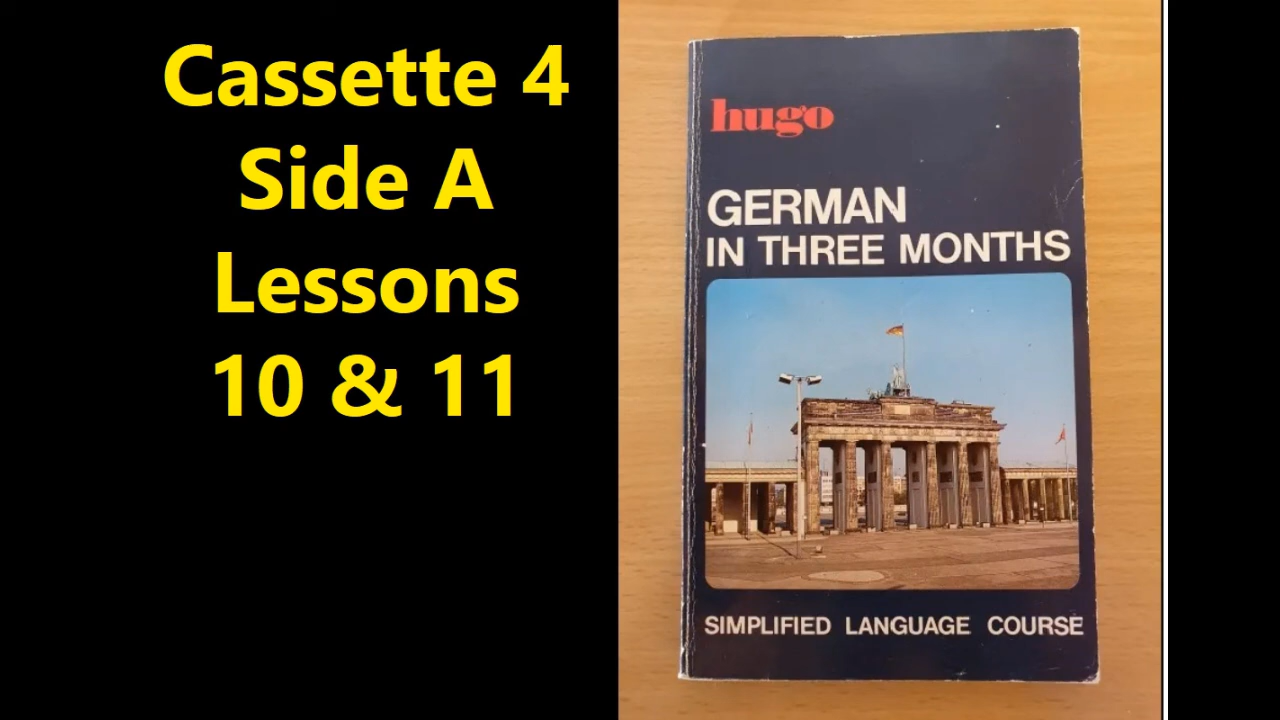 Cassette 4
Side A
Lessons
10 & 11
hugo
GERMAN
IN THREE MONTHS
SIMPLIFIED LANGUAGE COURSE